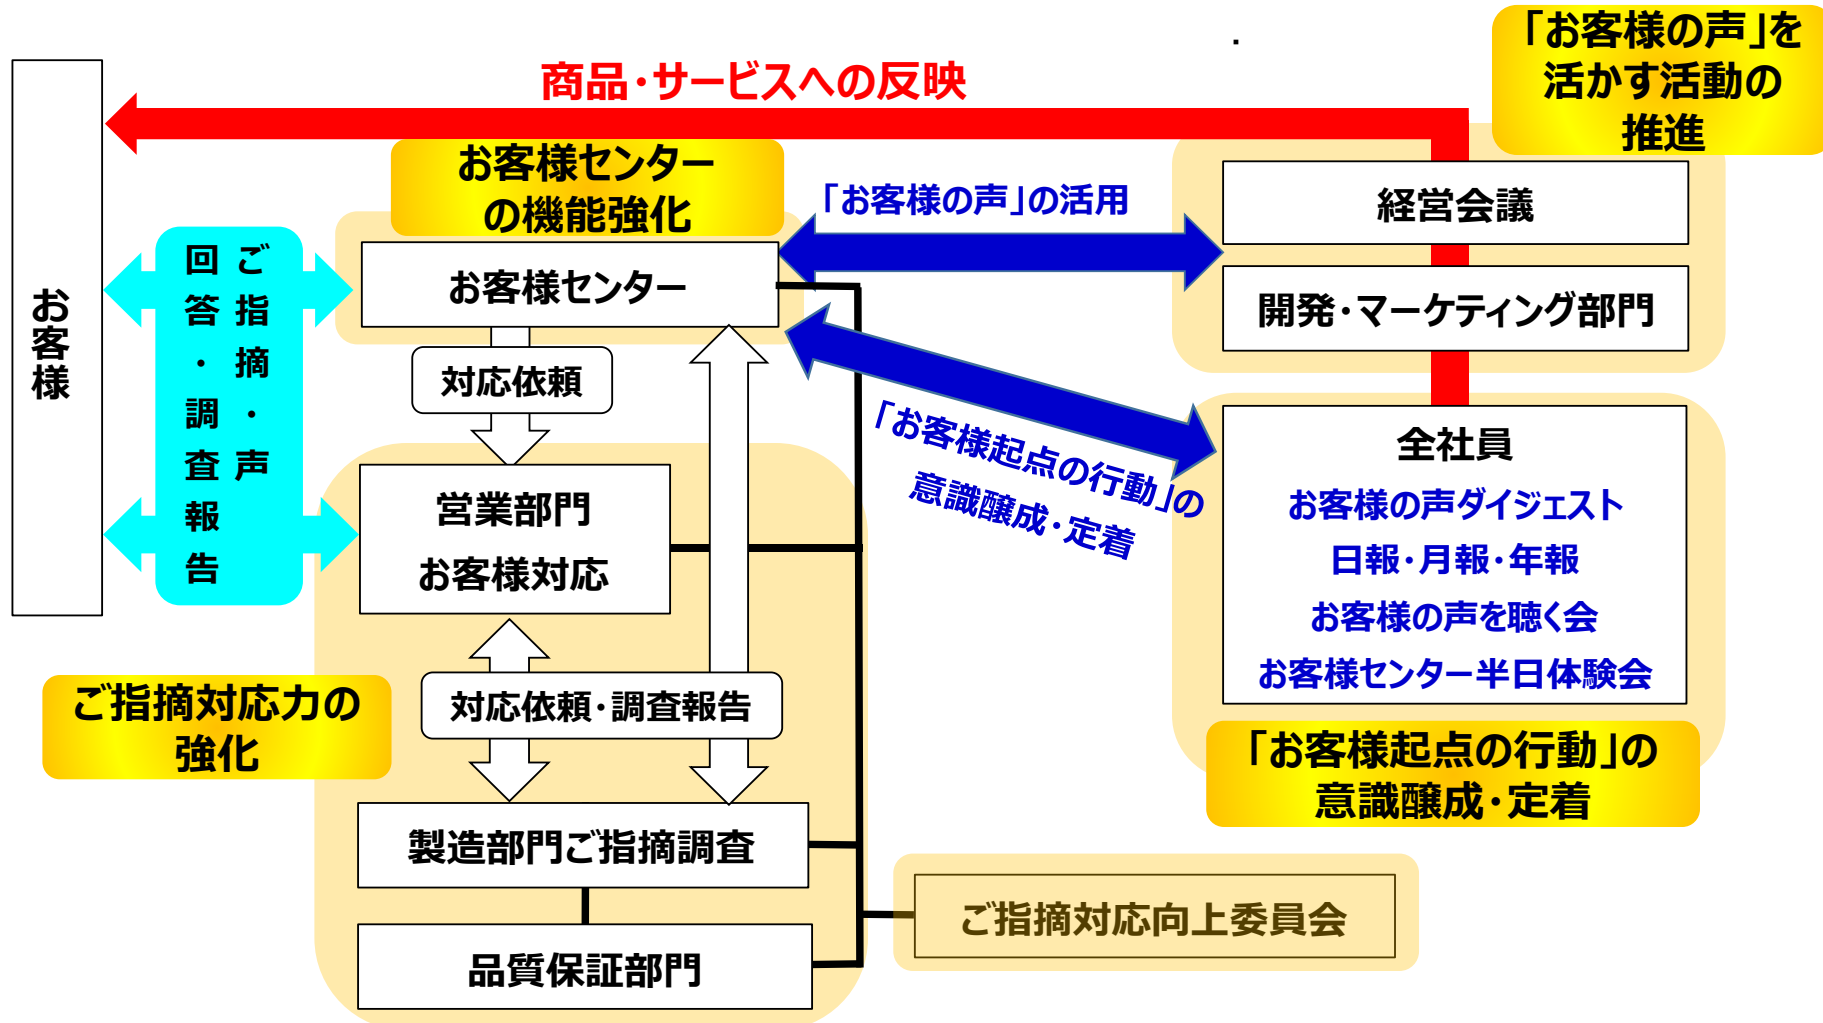 「お客様の声」を
活かす活動の
推進
商品・サービスへの反映
お客様センター
の機能強化
「お客様の声」の活用
経営会議
開発・マーケティング部門
お客様
ご指摘・声
回答・調査報告
お客様センター
対応依頼
「お客様起点の行動」の
意識醸成・定着
営業部門
お客様対応
全社員
お客様の声ダイジェスト
日報・月報・年報
お客様の声を聴く会
お客様センター半日体験会
ご指摘対応力の
強化
対応依頼・調査報告
「お客様起点の行動」の
意識醸成・定着
製造部門ご指摘調査
ご指摘対応向上委員会
品質保証部門